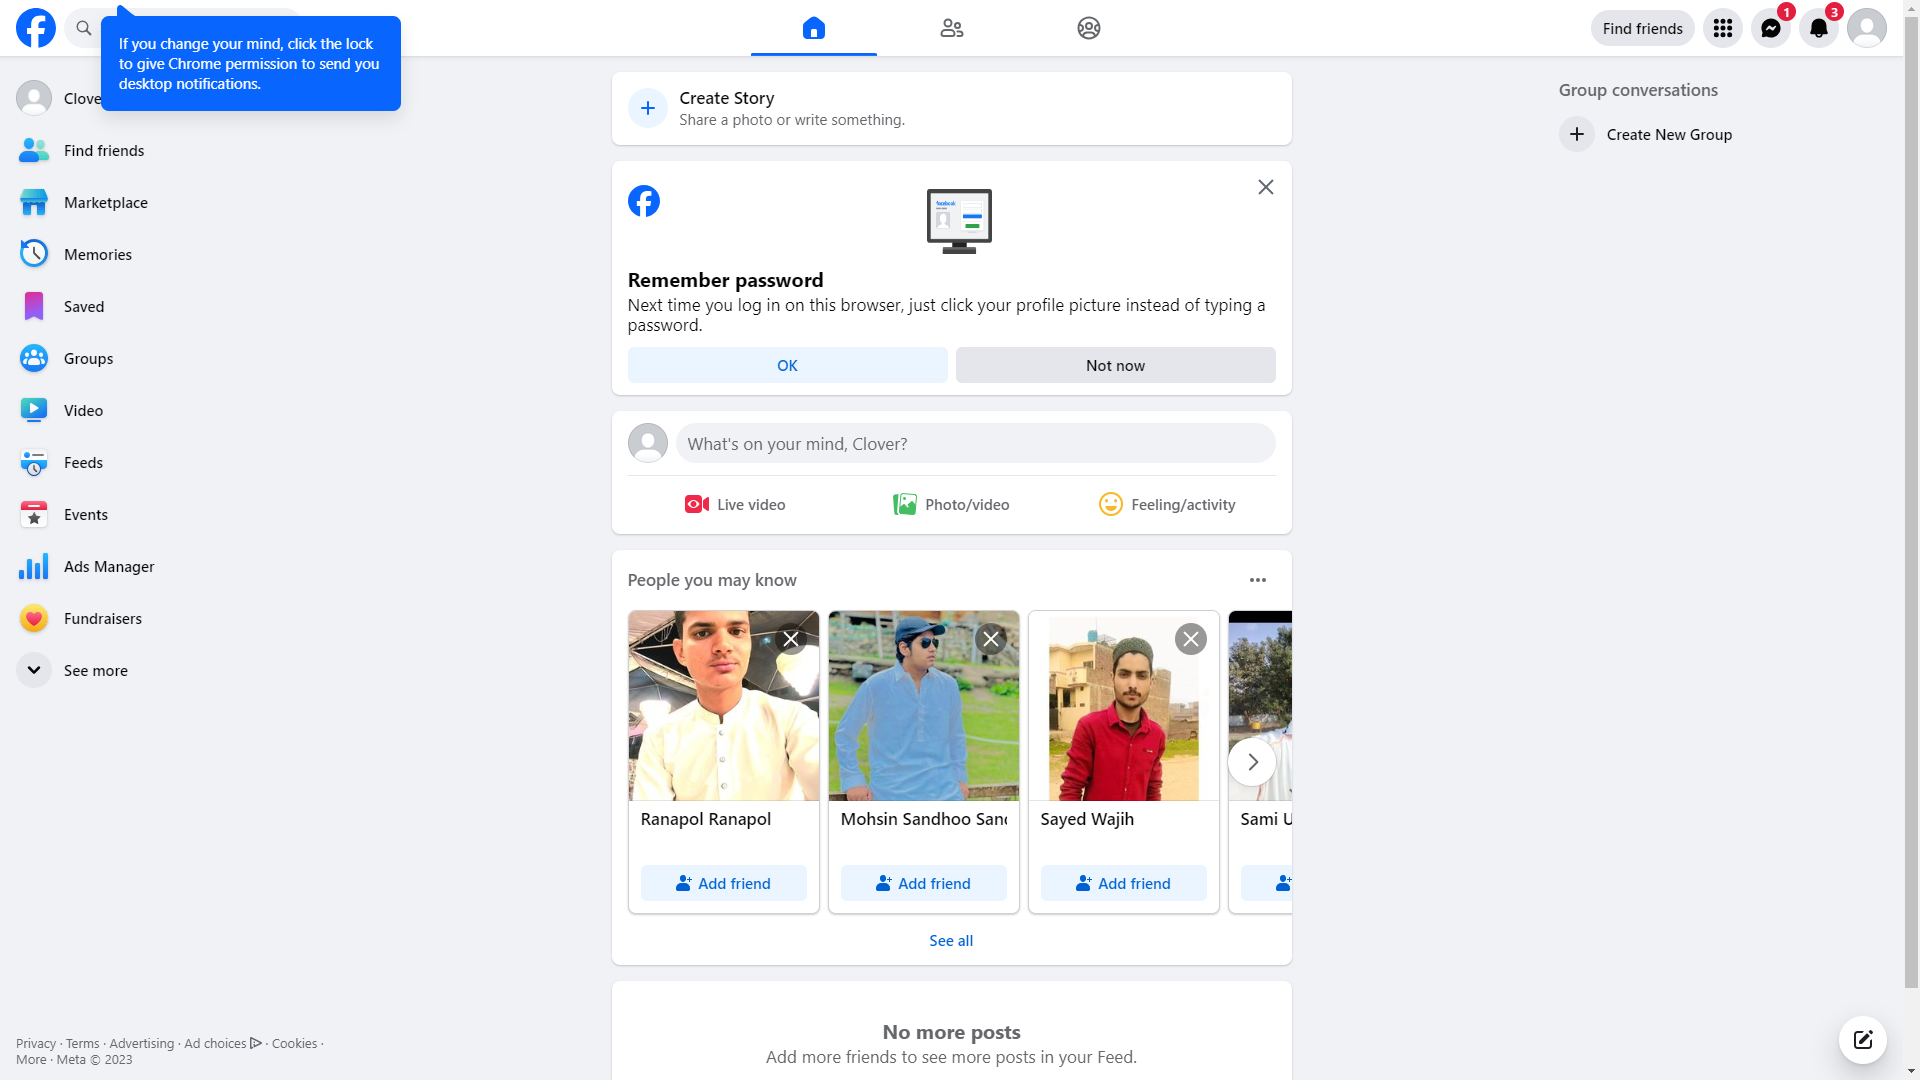 If you change your mind, click the lock
to give Chrome permission to send you
desktop notifications.
Find friends
1
3
Find friends
Marketplace
Memories
Saved
Groups
Video
Feeds
Events
Ads Manager
Fundraisers
See more
Create Story
Share a photo or write something.
Remember password
Next time you log in on this browser, just click your profile picture instead of typing a
password.
OK
Not now
What's on your mind, Clover?
Live video
Photo/video
Feeling/activity
People you may know
Ranapol Ranapol
Mohsin Sandhoo
Sayed Wajih
Sami
Add friend
Add friend
Add friend
See all
No more posts
Add more friends to see more posts in your Feed.
Group conversations
Create New Group
Privacy · Terms · Advertising · Ad choices · Cookies ·
More · Meta © 2023